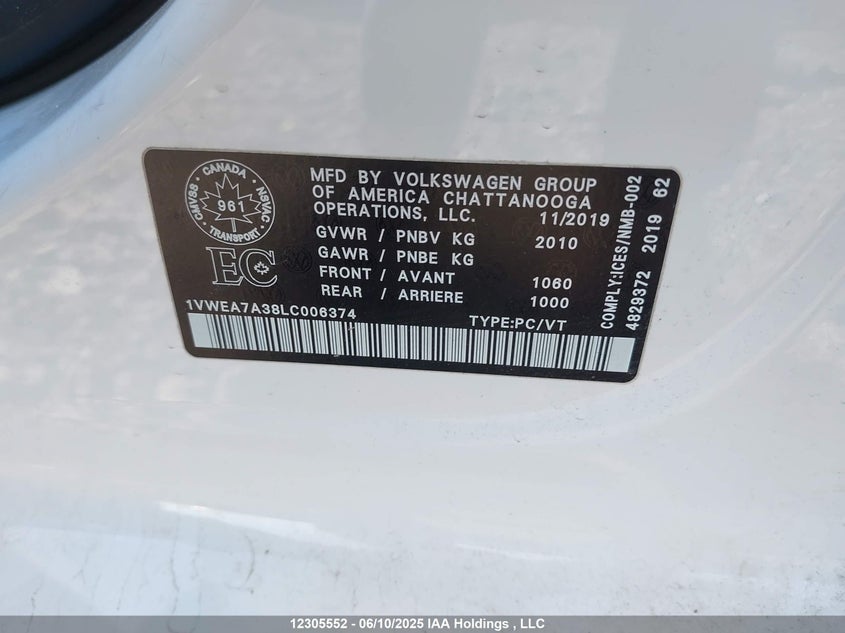 CANADA
CMVSS · NSVAC
961
TRANSPORT
EC
MFD BY VOLKSWAGEN GROUP
OF AMERICA CHATTANOOGA
OPERATIONS, LLC. 11/2019
GVWR / PNBV KG 2010
GAWR / PNBE KG
FRONT / AVANT 1060
REAR / ARRIERE 1000
1VWEA7A38LC006374 TYPE:PC/VT
COMPLY:ICES/NMB-002
4829372 2019 62
12305552 - 06/10/2025 IAA Holdings , LLC